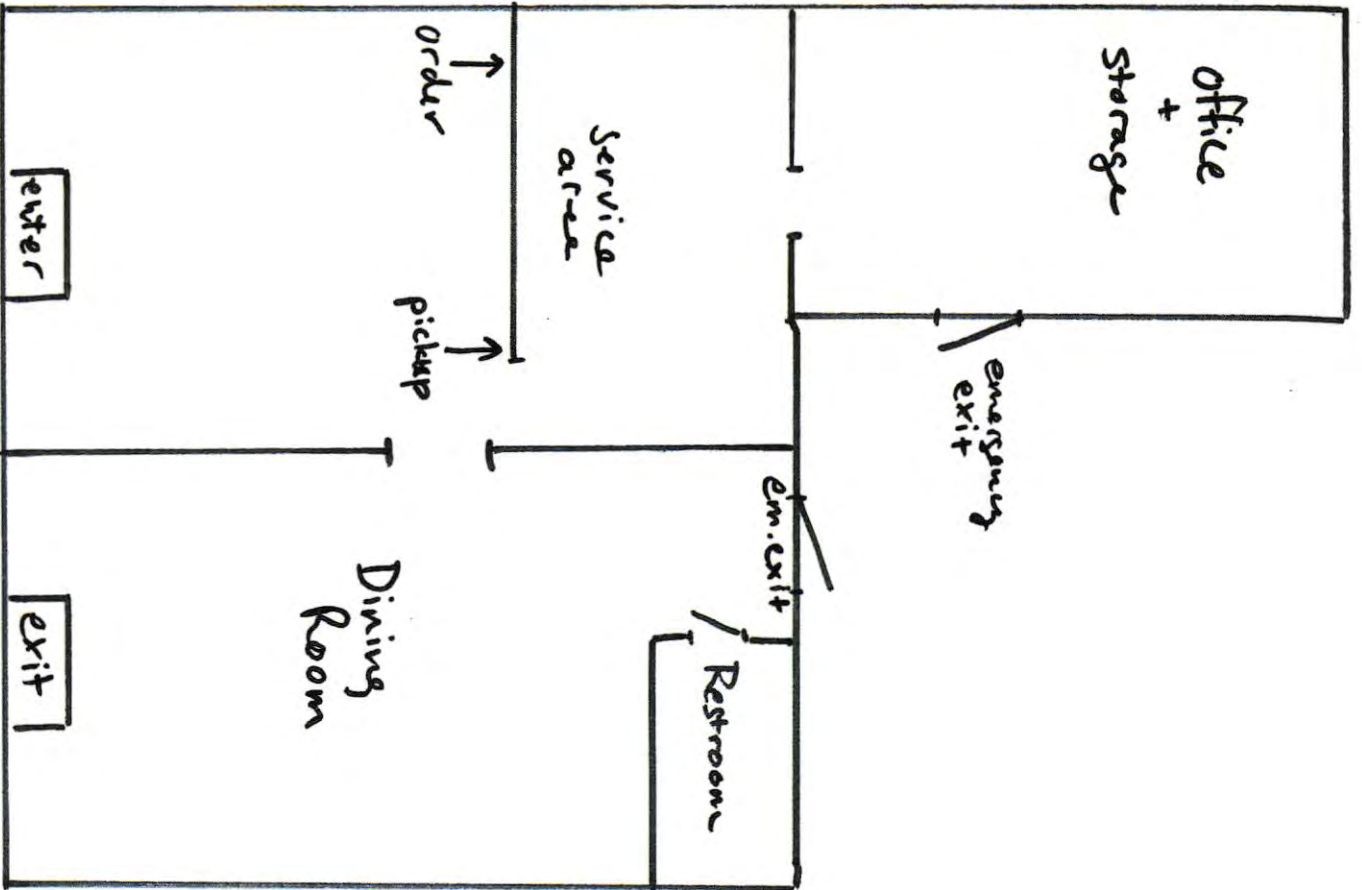 Office
+
storage
emergency
exit
em.exit
Restroom
Service
area
order
pickup
Dining
Room
enter
exit